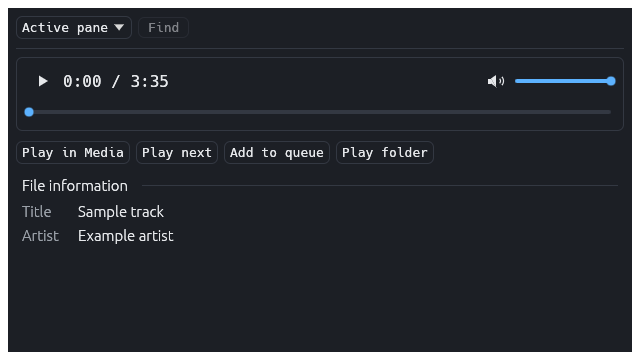 Active pane Find
0:00 / 3:35
Play in Media Play next Add to queue Play folder
File information
Title Sample track
Artist Example artist